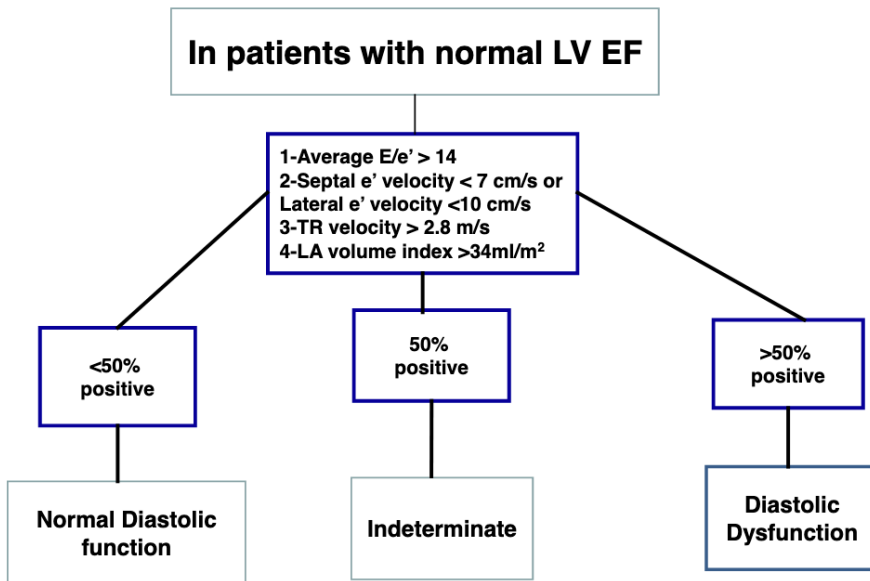 In patients with normal LV EF
1-Average E/e' > 14
2-Septal e' velocity < 7 cm/s or
Lateral e' velocity <10 cm/s
3-TR velocity > 2.8 m/s
4-LA volume index >34ml/m²
<50%
positive
50%
positive
>50%
positive
Normal Diastolic
function
Indeterminate
Diastolic
Dysfunction